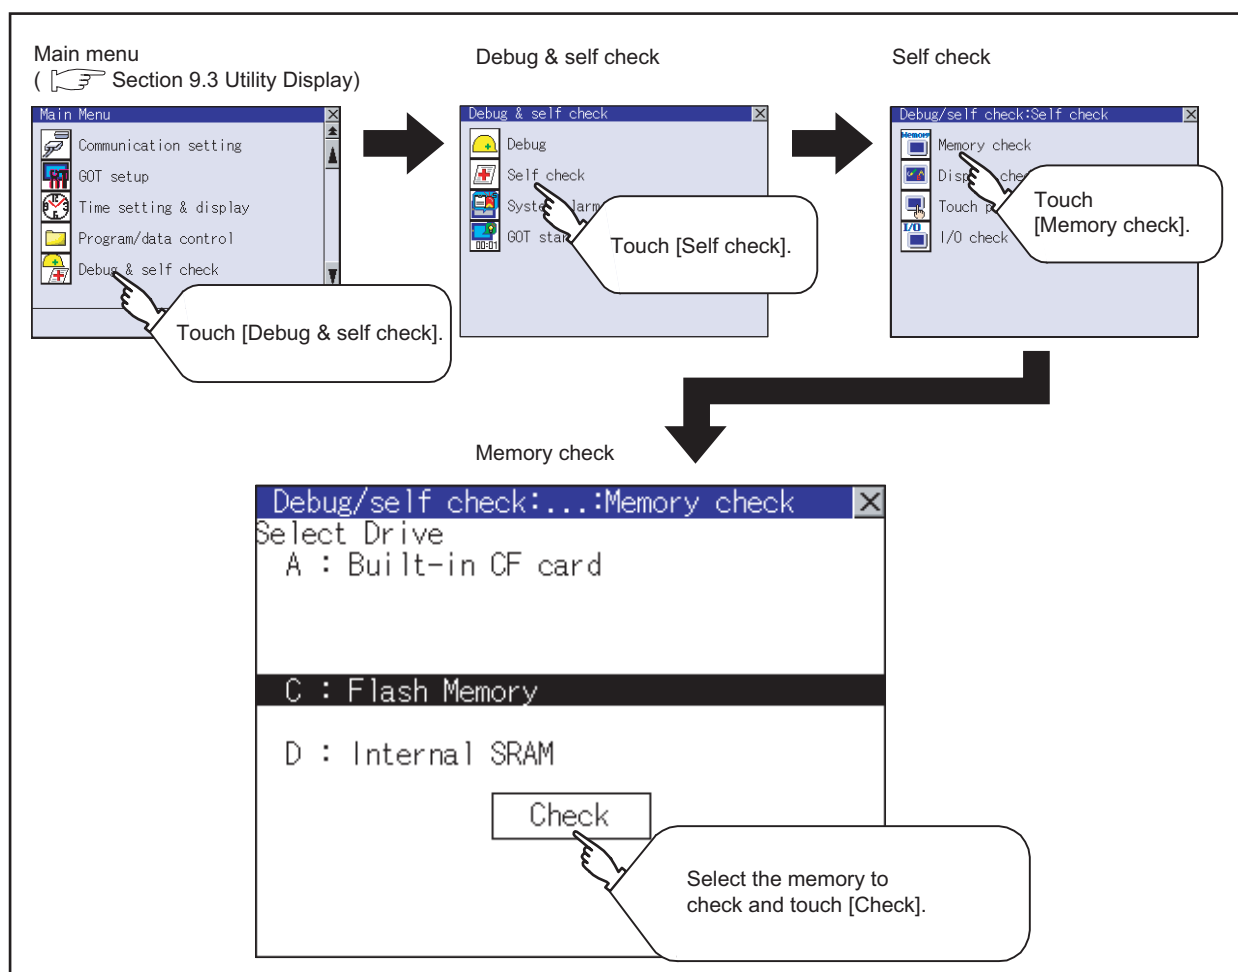 Main menu
( Section 9.3 Utility Display)
Debug & self check
Self check
Main Menu
Communication setting
GOT setup
Time setting & display
Program/data control
Debug & self check
Touch [Debug & self check].
Debug & self check
Debug
Self check
GOT
00:01
Touch [Self check].
Debug/self check:Self check
Memory
Memory check
Touch
I/O
I/O check
Touch
[Memory check].
Memory check
Debug/self check:...:Memory check
Select Drive
A : Built-in CF card
C : Flash Memory
D : Internal SRAM
Check
Select the memory to
check and touch [Check].